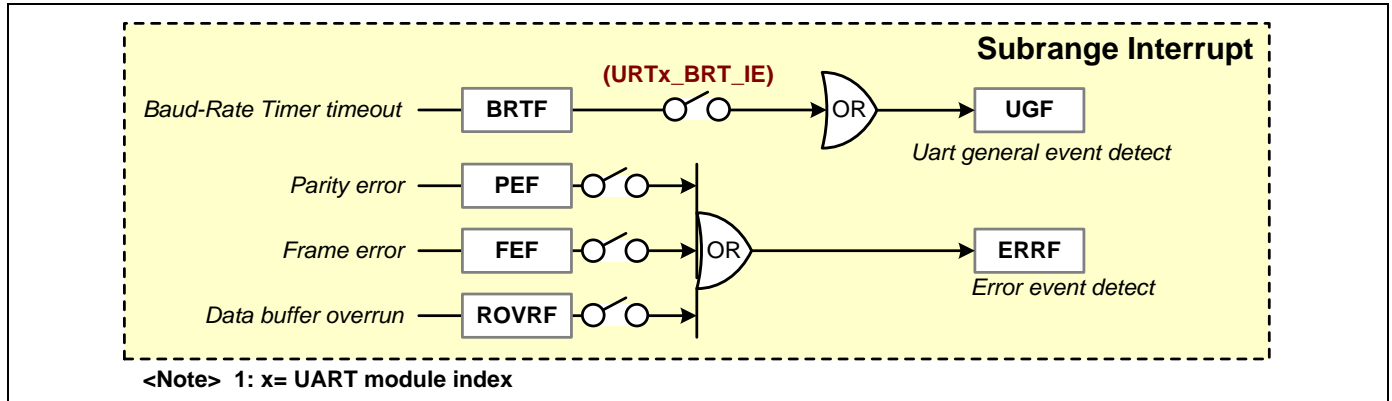 Subrange Interrupt
(URTx_BRT_IE)
Baud-Rate Timer timeout BRTF OR UGF
Uart general event detect
Parity error PEF
Frame error FEF OR ERRF
Error event detect
Data buffer overrun ROVRF
<Note> 1: x= UART module index